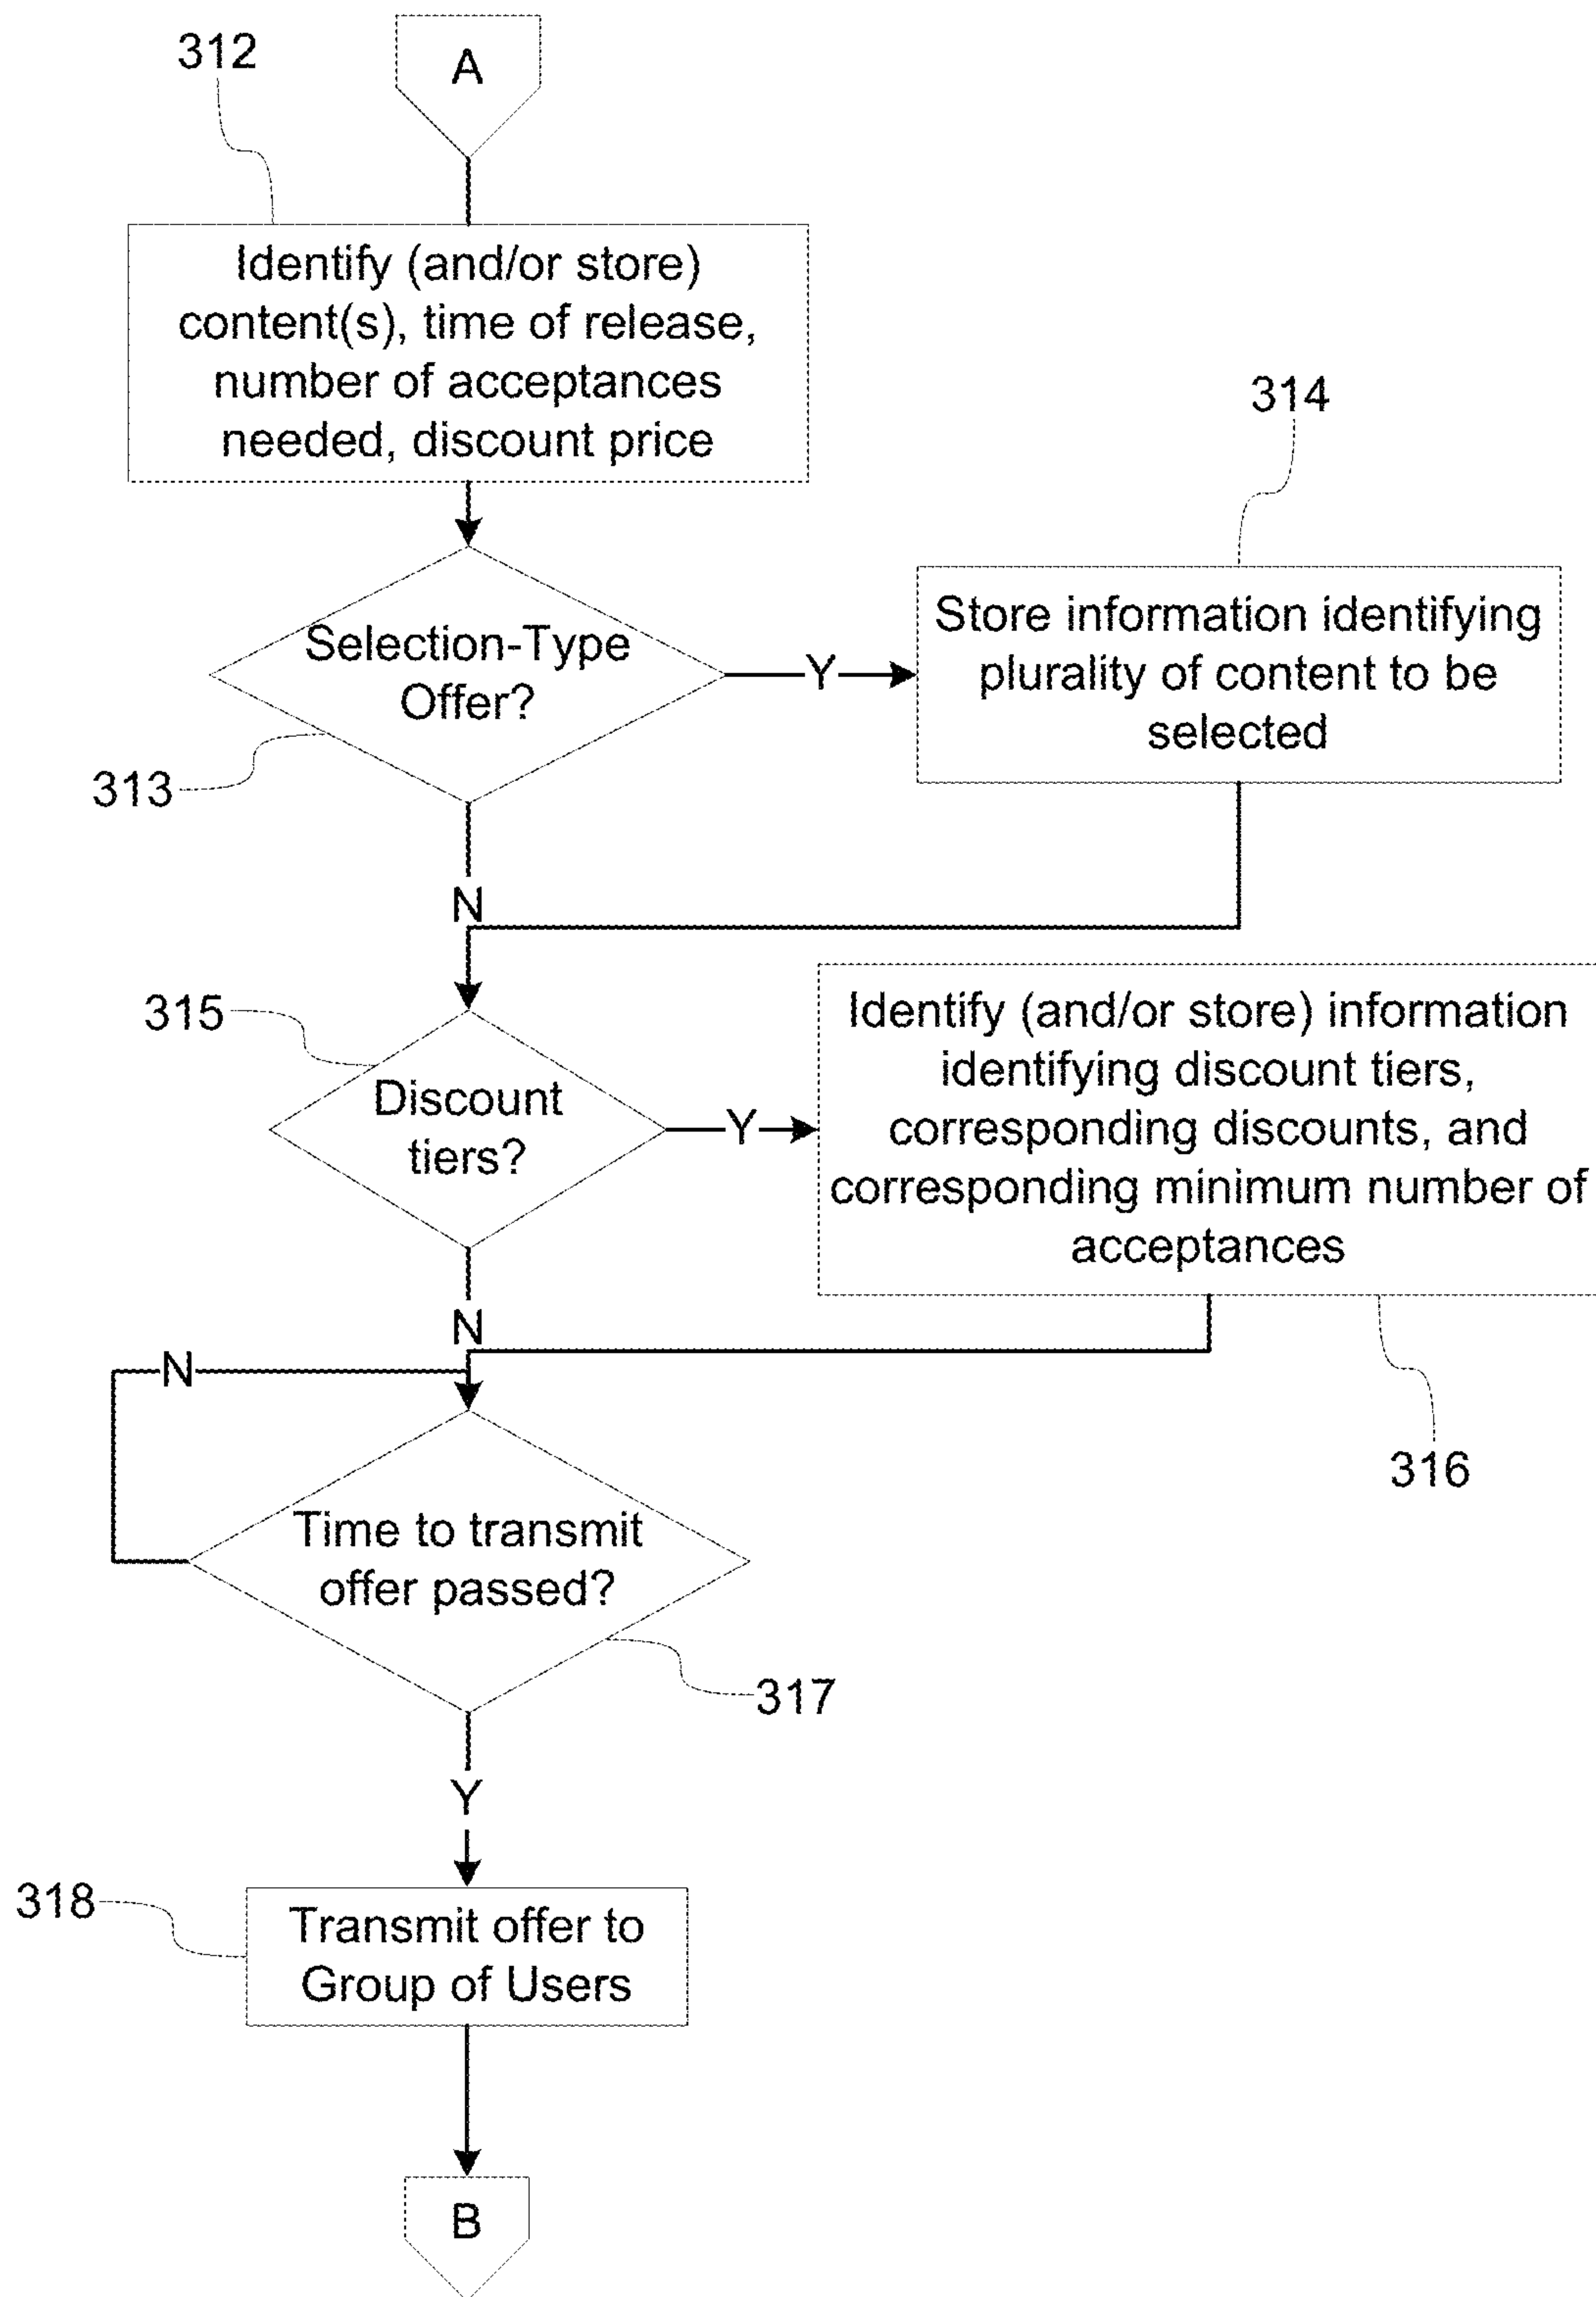 312
A
Identify (and/or store)
content(s), time of release,
number of acceptances
needed, discount price
314
Selection-Type
Offer?
Y
Store information identifying
plurality of content to be
selected
313
N
315
Discount
tiers?
Y
Identify (and/or store) information
identifying discount tiers,
corresponding discounts, and
corresponding minimum number of
acceptances
N
N
316
Time to transmit
offer passed?
317
Y
318
Transmit offer to
Group of Users
B